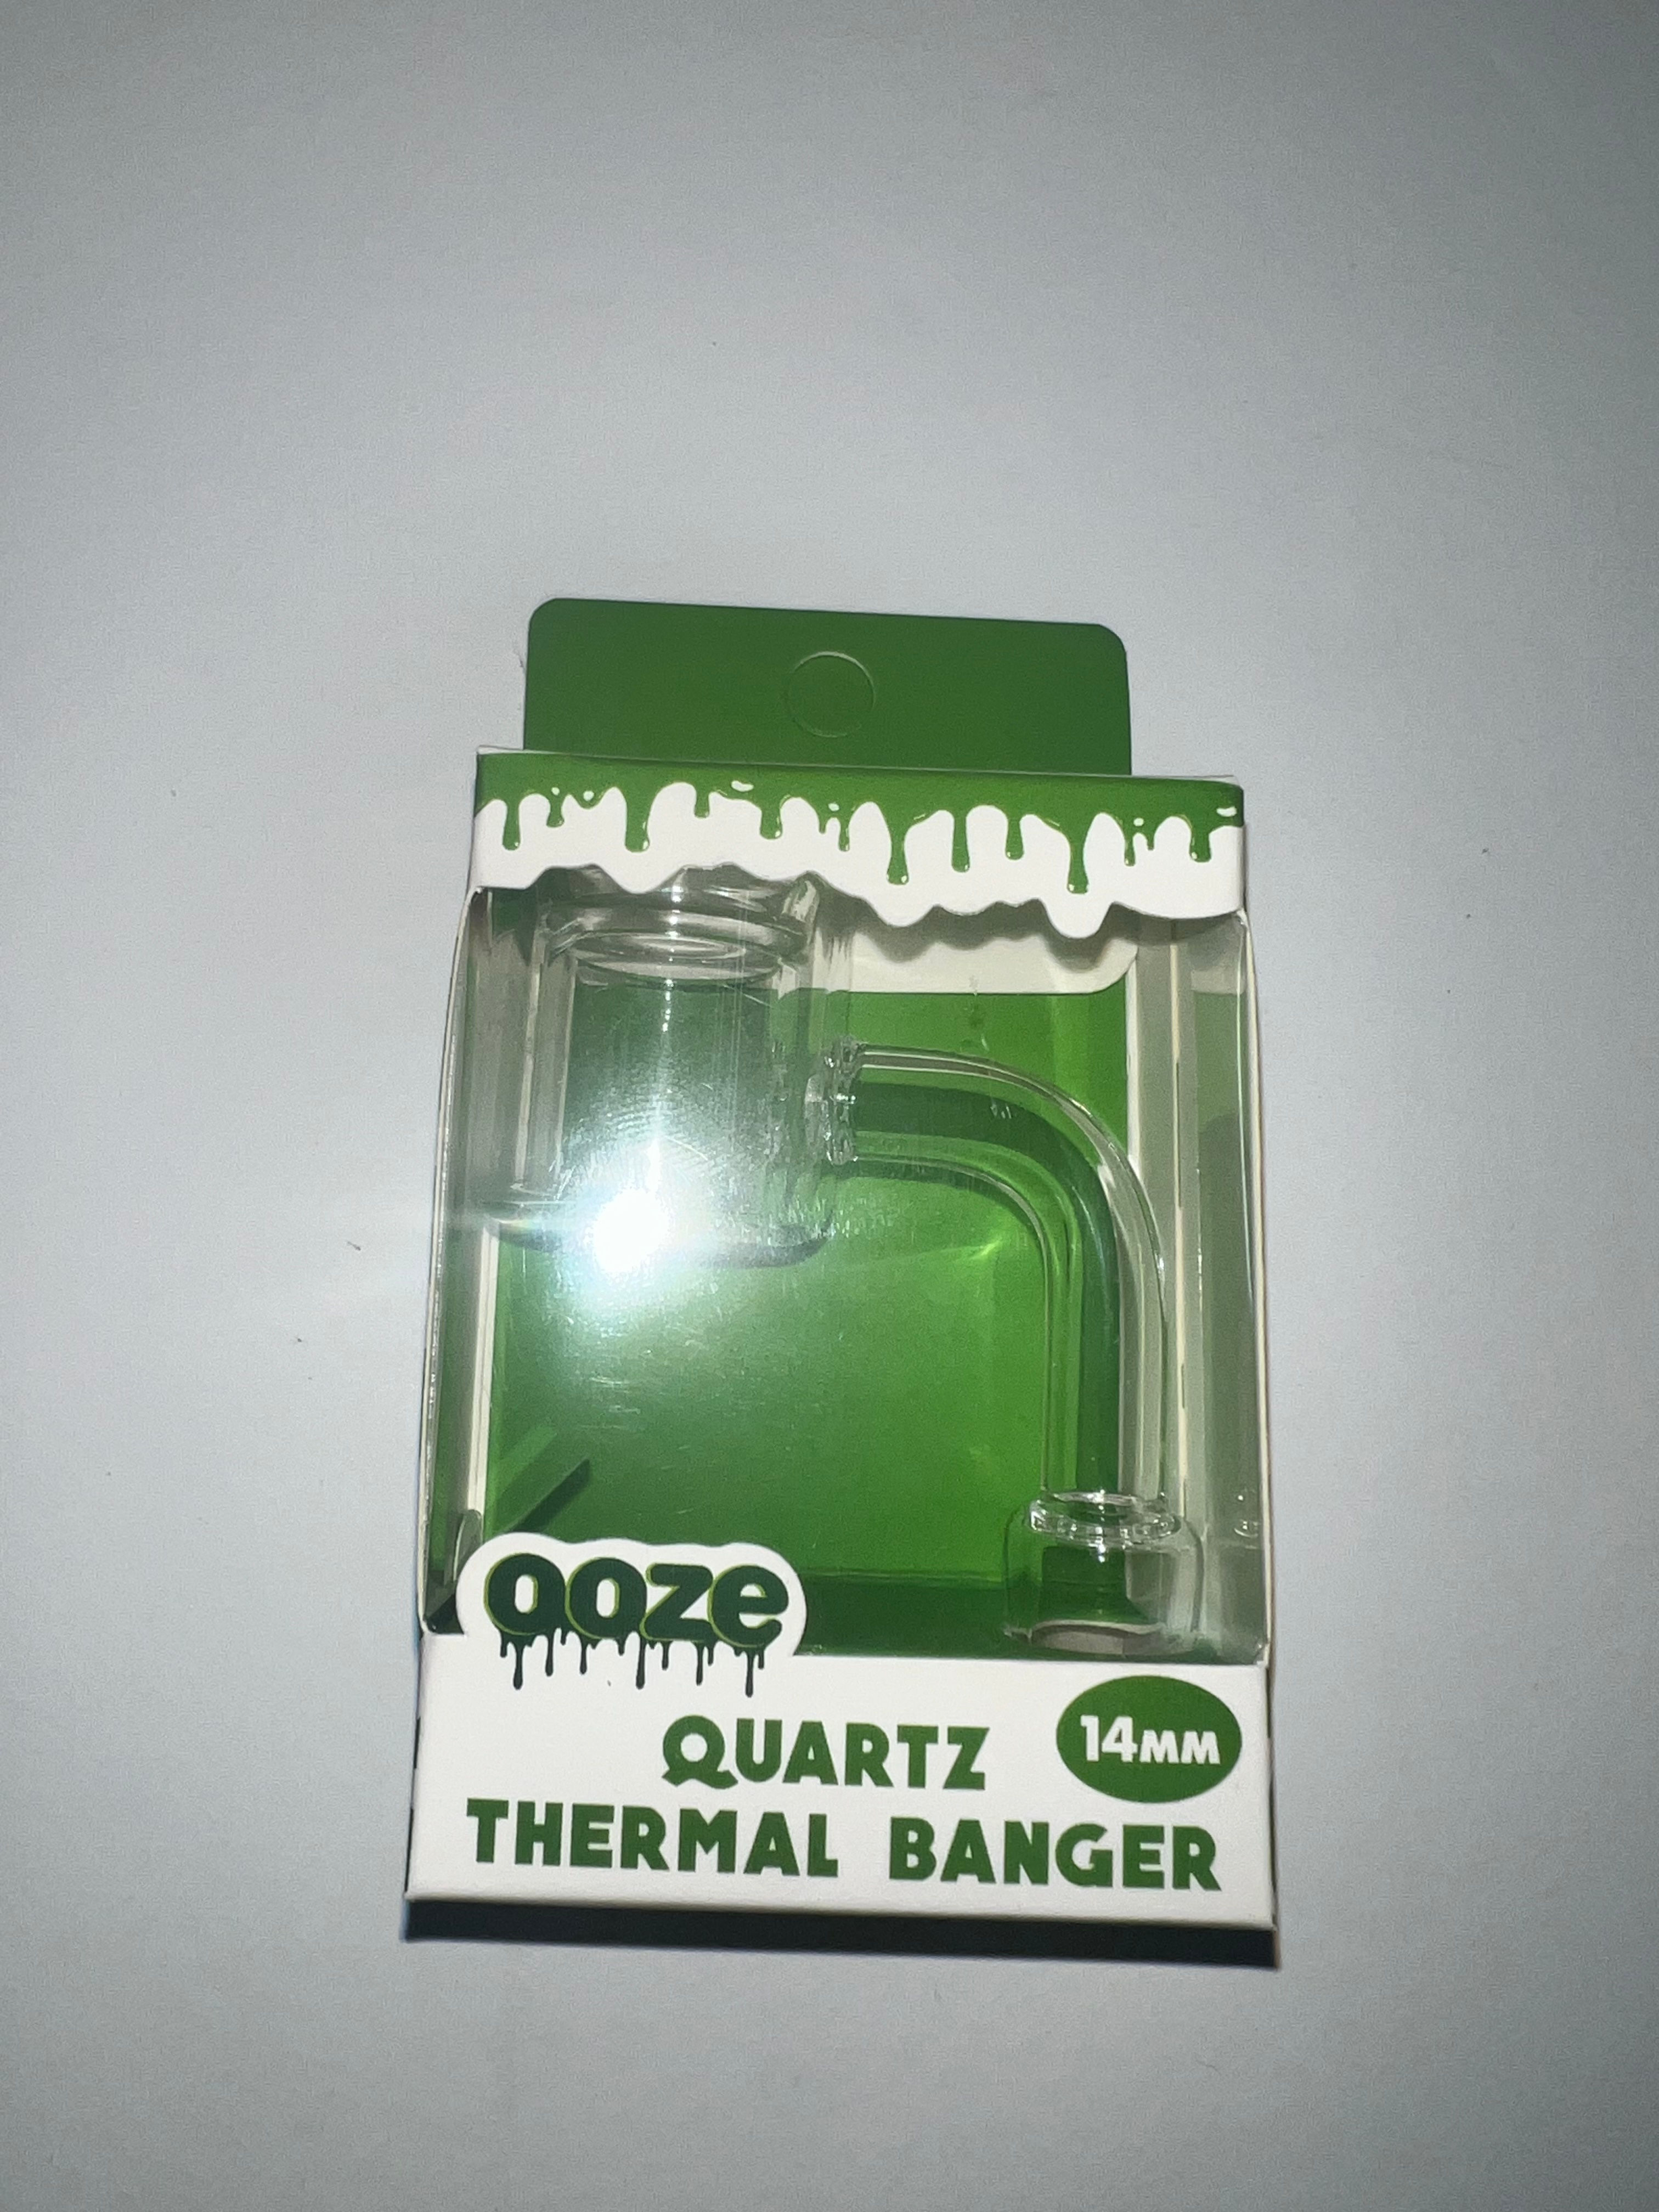 ooze
QUARTZ
14MM
THERMAL BANGER